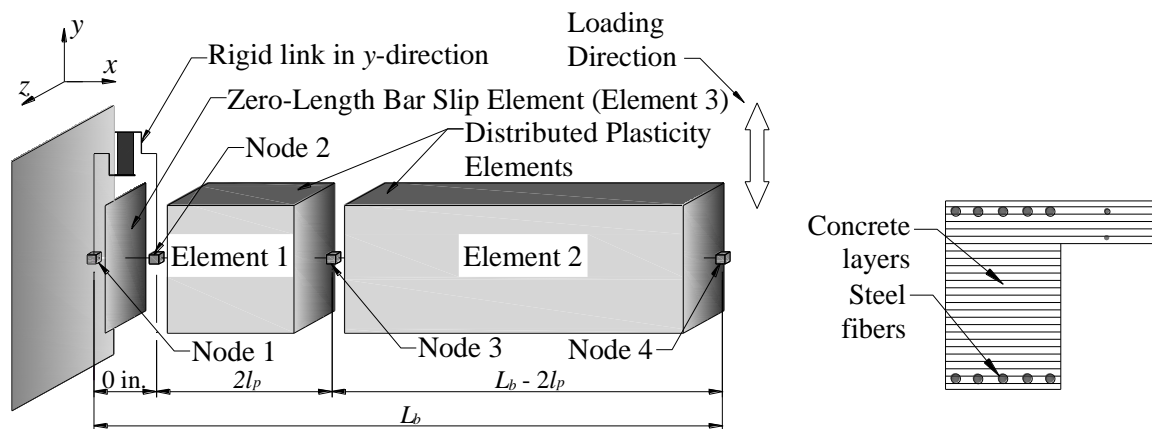 y
x
z
Rigid link in y-direction
Zero-Length Bar Slip Element (Element 3)
Node 2
Distributed Plasticity
Elements
Loading
Direction
Element 1
Element 2
Node 1
Node 3
Node 4
0 in.
2lp
Lb - 2lp
Lb
Concrete
layers
Steel
fibers